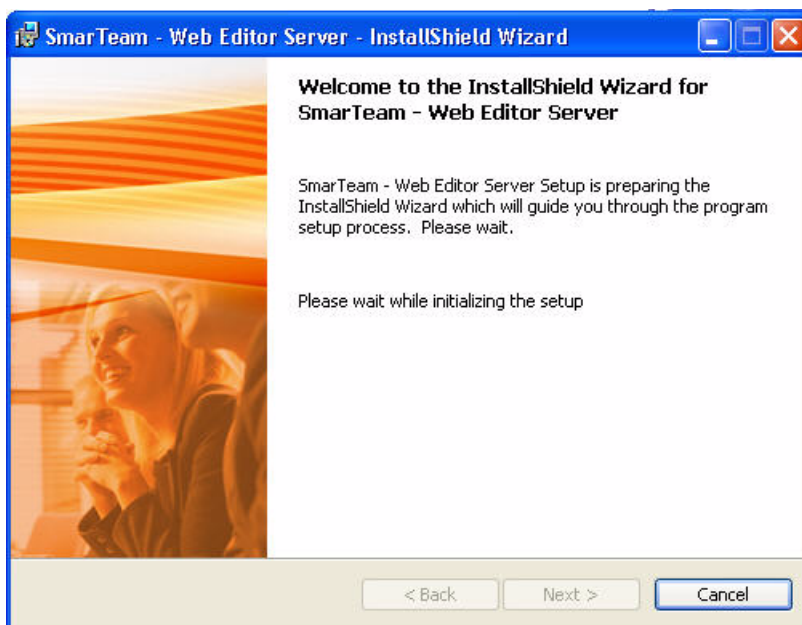 SmarTeam - Web Editor Server - InstallShield Wizard
Welcome to the InstallShield Wizard for
SmarTeam - Web Editor Server
SmarTeam - Web Editor Server Setup is preparing the
InstallShield Wizard which will guide you through the program
setup process. Please wait.
Please wait while initializing the setup
< Back
Next >
Cancel